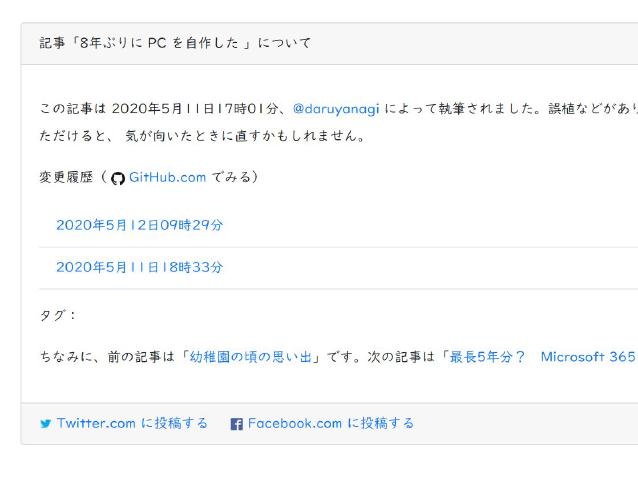 記事「8年ぶりに PC を自作した 」について
この記事は 2020年5月11日17時01分、@daruyanagi によって執筆されました。誤植などがあり
ただけると、 気が向いたときに直すかもしれません。
変更履歴（ GitHub.com でみる）
2020年5月12日09時29分
2020年5月11日18時33分
タグ：
ちなみに、前の記事は「幼稚園の頃の思い出」です。次の記事は「最長5年分？　Microsoft 365
Twitter.com に投稿する　Facebook.com に投稿する